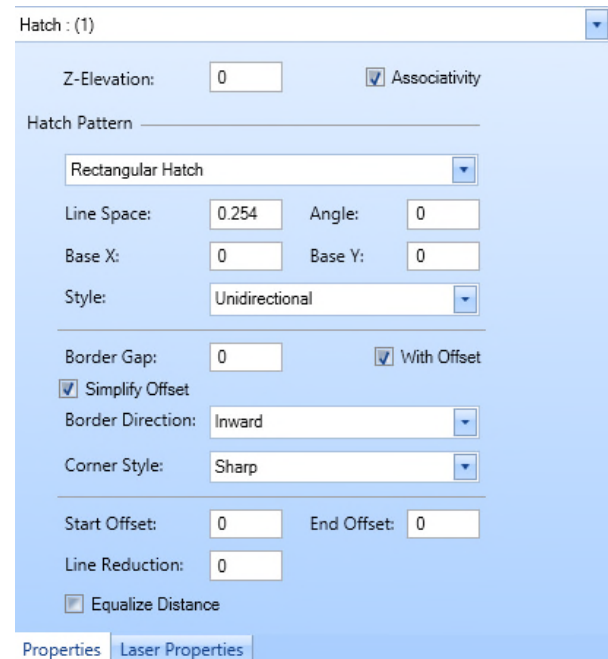 Hatch : (1)
Z-Elevation: 0 Associativity
Hatch Pattern
Rectangular Hatch
Line Space: 0.254 Angle: 0
Base X: 0 Base Y: 0
Style: Unidirectional
Border Gap: 0 With Offset
Simplify Offset
Border Direction: Inward
Corner Style: Sharp
Start Offset: 0 End Offset: 0
Line Reduction: 0
Equalize Distance
Properties Laser Properties